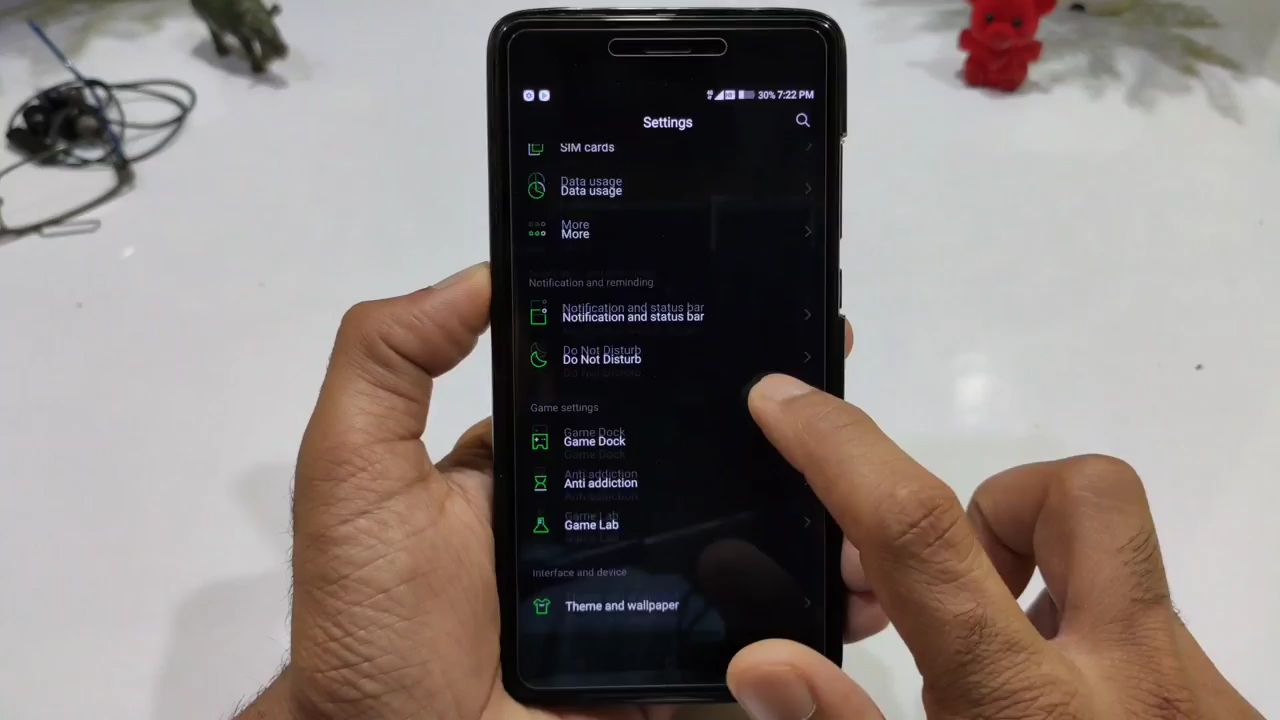 30% 7:22 PM
Settings
SIM cards
Data usage
More
Notification and reminding
Notification and status bar
Do Not Disturb
Game settings
Game Dock
Anti addiction
Game Lab
Interface and device
Theme and wallpaper